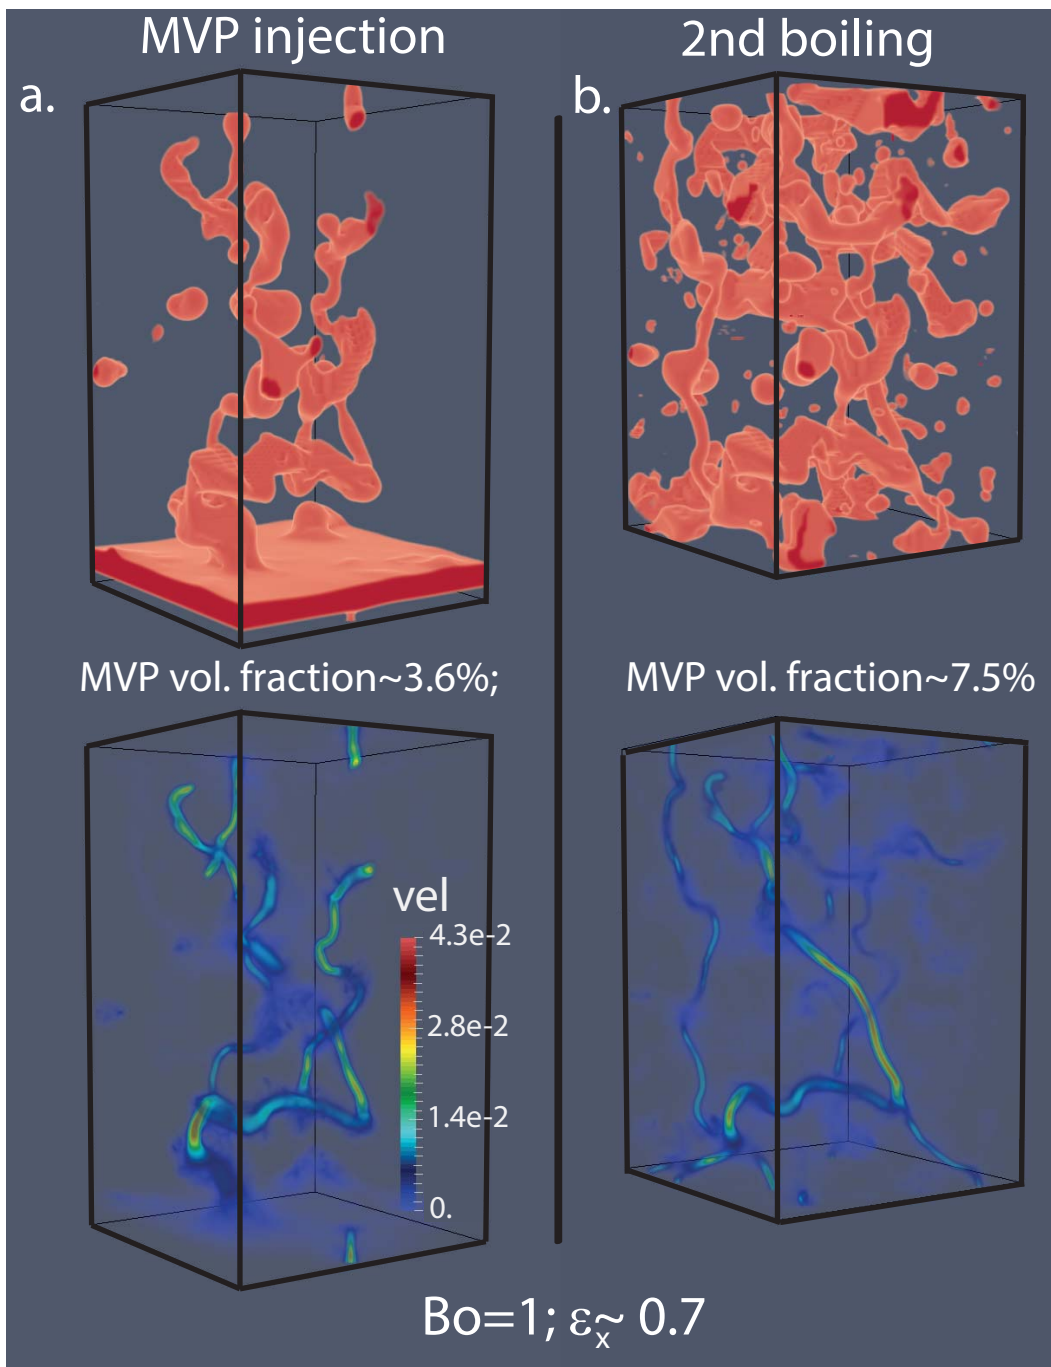 MVP injection
2nd boiling
a.
b.
MVP vol. fraction~3.6%;
MVP vol. fraction~7.5%
vel
4.3e-2
2.8e-2
1.4e-2
0.
Bo=1; εx~ 0.7